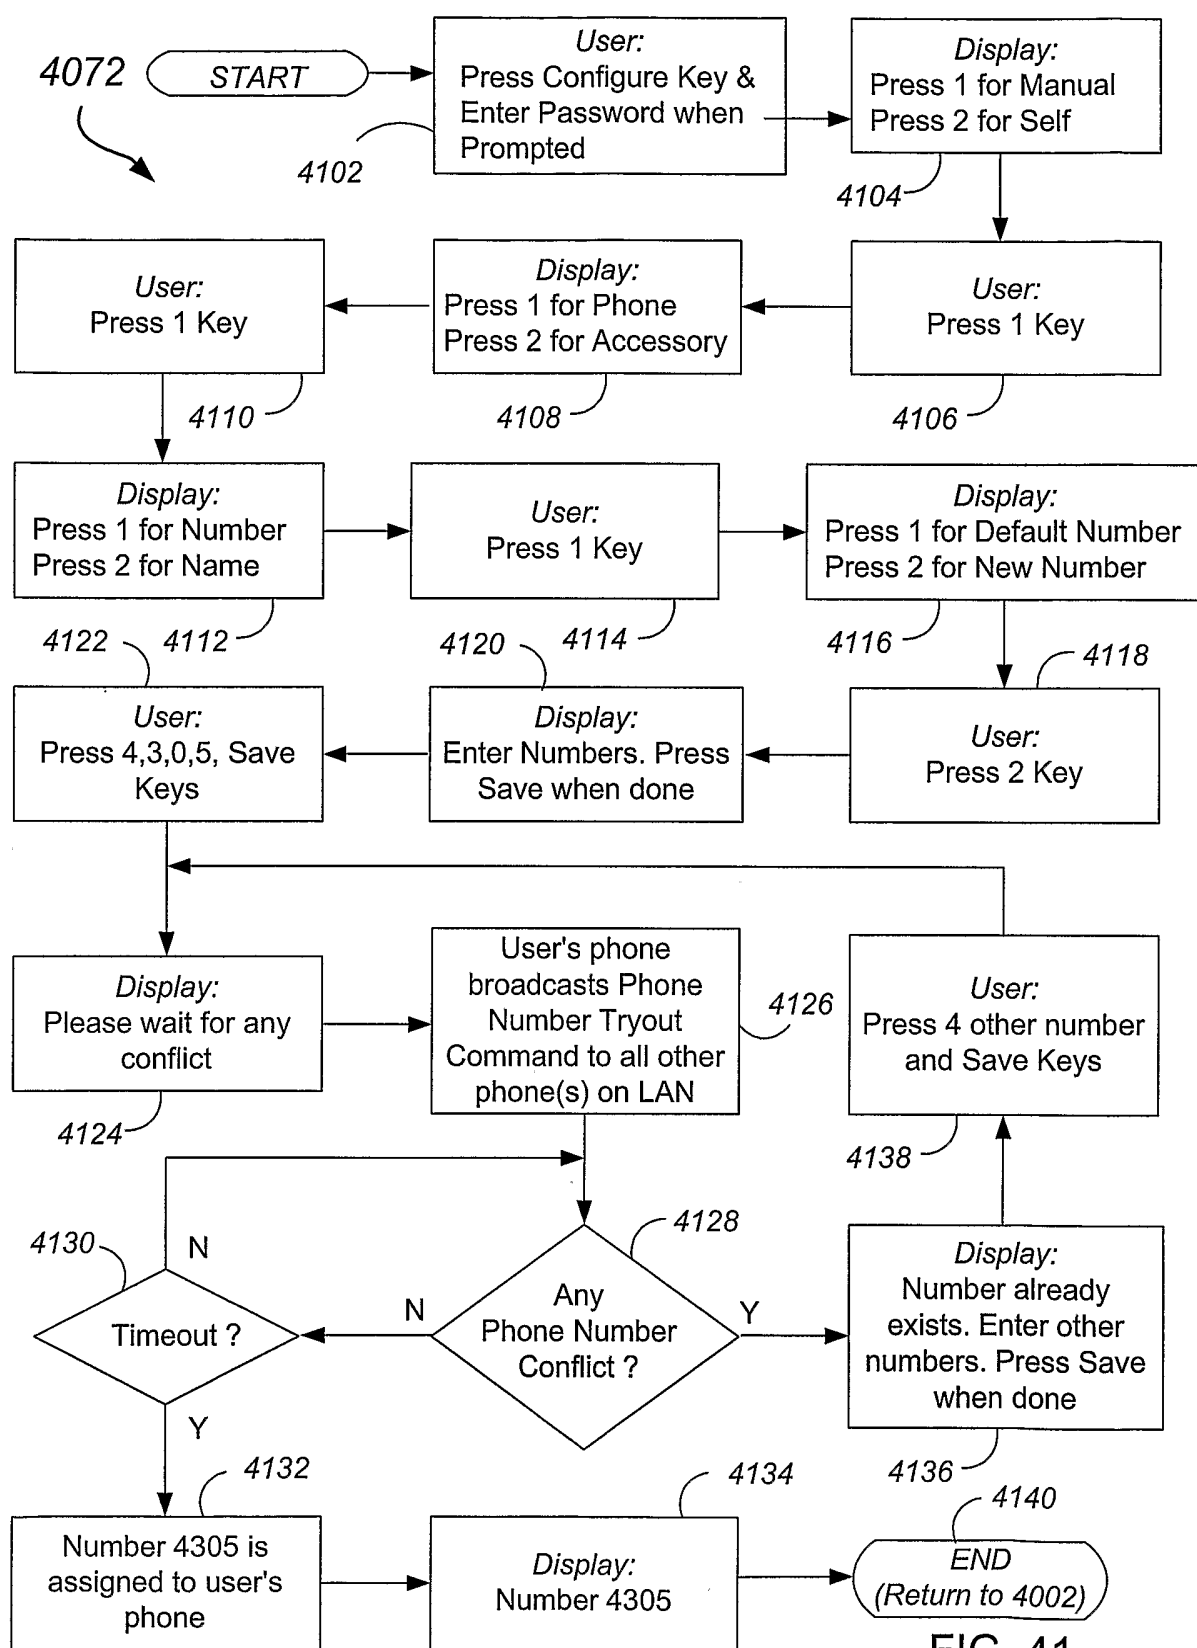 4072
START
User:
Press Configure Key &
Enter Password when
Prompted
4102
Display:
Press 1 for Manual
Press 2 for Self
4104
User:
Press 1 Key
4106
Display:
Press 1 for Phone
Press 2 for Accessory
4108
User:
Press 1 Key
4110
Display:
Press 1 for Number
Press 2 for Name
4112
User:
Press 1 Key
4114
Display:
Press 1 for Default Number
Press 2 for New Number
4116
4118
User:
Press 2 Key
4120
Display:
Enter Numbers. Press
Save when done
4122
User:
Press 4,3,0,5, Save
Keys
Display:
Please wait for any
conflict
4124
User's phone
broadcasts Phone
Number Tryout
Command to all other
phone(s) on LAN
4126
4128
Any
Phone Number
Conflict ?
N
Y
4130
Timeout ?
N
Y
Display:
Number already
exists. Enter other
numbers. Press Save
when done
4136
User:
Press 4 other number
and Save Keys
4138
4132
Number 4305 is
assigned to user's
phone
4134
Display:
Number 4305
4140
END
(Return to 4002)
FIG. 41